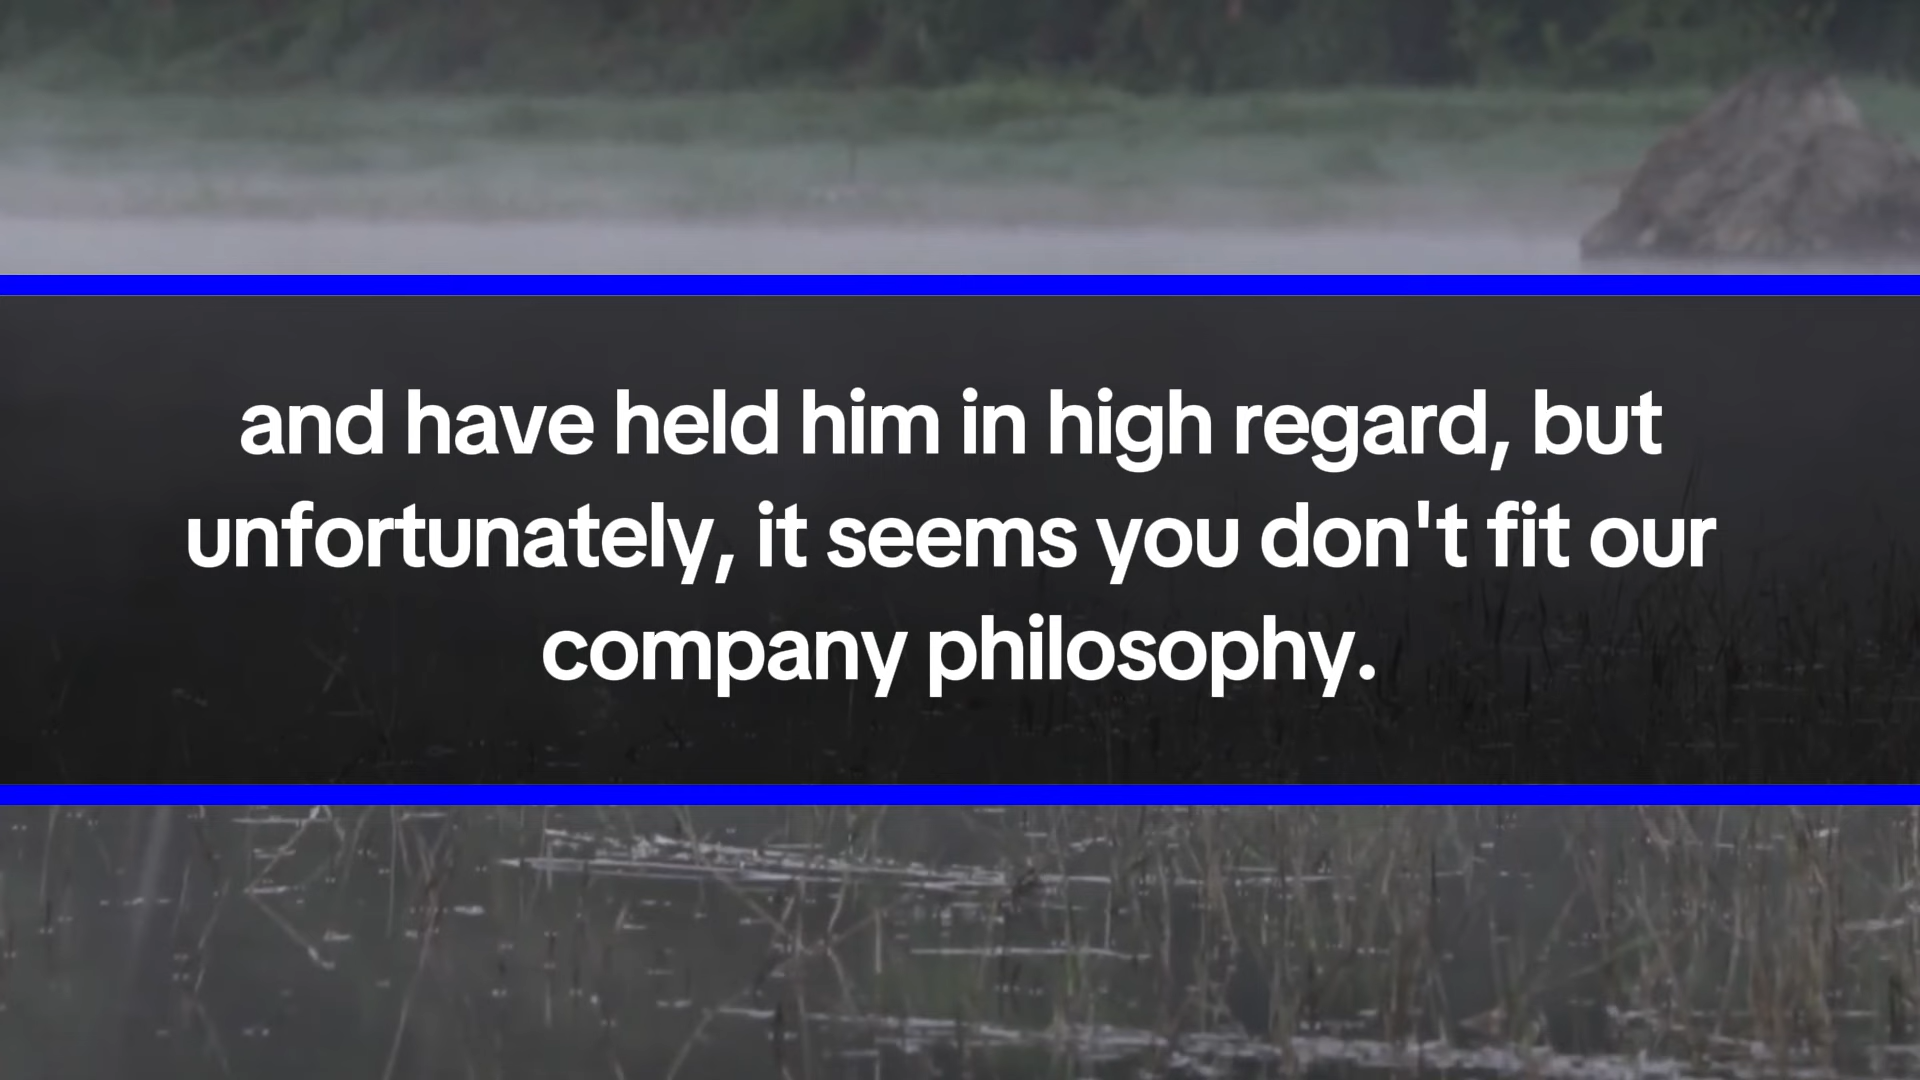 and have held him in high regard, but
unfortunately, it seems you don't fit our
company philosophy.